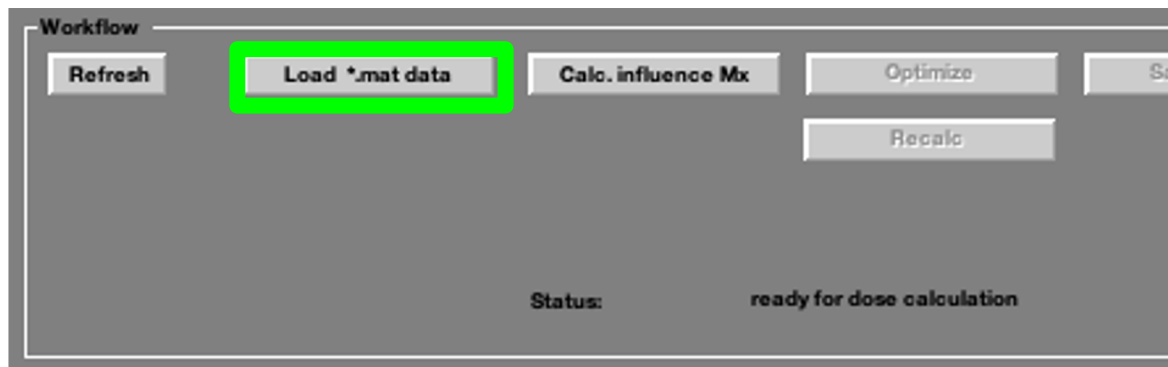 Workflow
Refresh
Load *.mat data
Calc. influence Mx
Optimize
Recalc
Status:
ready for dose calculation